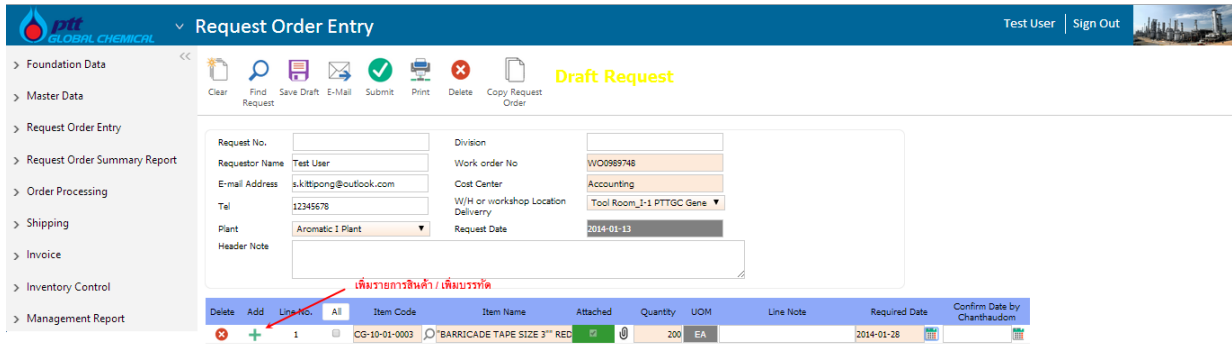 ptt
GLOBAL CHEMICAL
Request Order Entry
Test User | Sign Out
Foundation Data
Master Data
Request Order Entry
Request Order Summary Report
Order Processing
Shipping
Invoice
Inventory Control
Management Report
Clear
Find Request
Save Draft
E-Mail
Submit
Print
Delete
Copy Request Order
Draft Request
Request No.
Division
Requestor Name Test User
Work order No WO0989748
E-mail Address s.kittipong@outlook.com
Cost Center Accounting
Tel 12345678
W/H or workshop Location Deliverry Tool Room_I-1 PTTGC Gene
Plant Aromatic I Plant
Request Date 2014-01-13
Header Note
เพิ่มรายการสินค้า / เพิ่มบรรทัด
Delete Add Line No. All Item Code Item Name Attached Quantity UOM Line Note Required Date Confirm Date by Chanthaudom
1 CG-10-01-0003 "BARRICADE TAPE SIZE 3"" RED 200 EA 2014-01-28